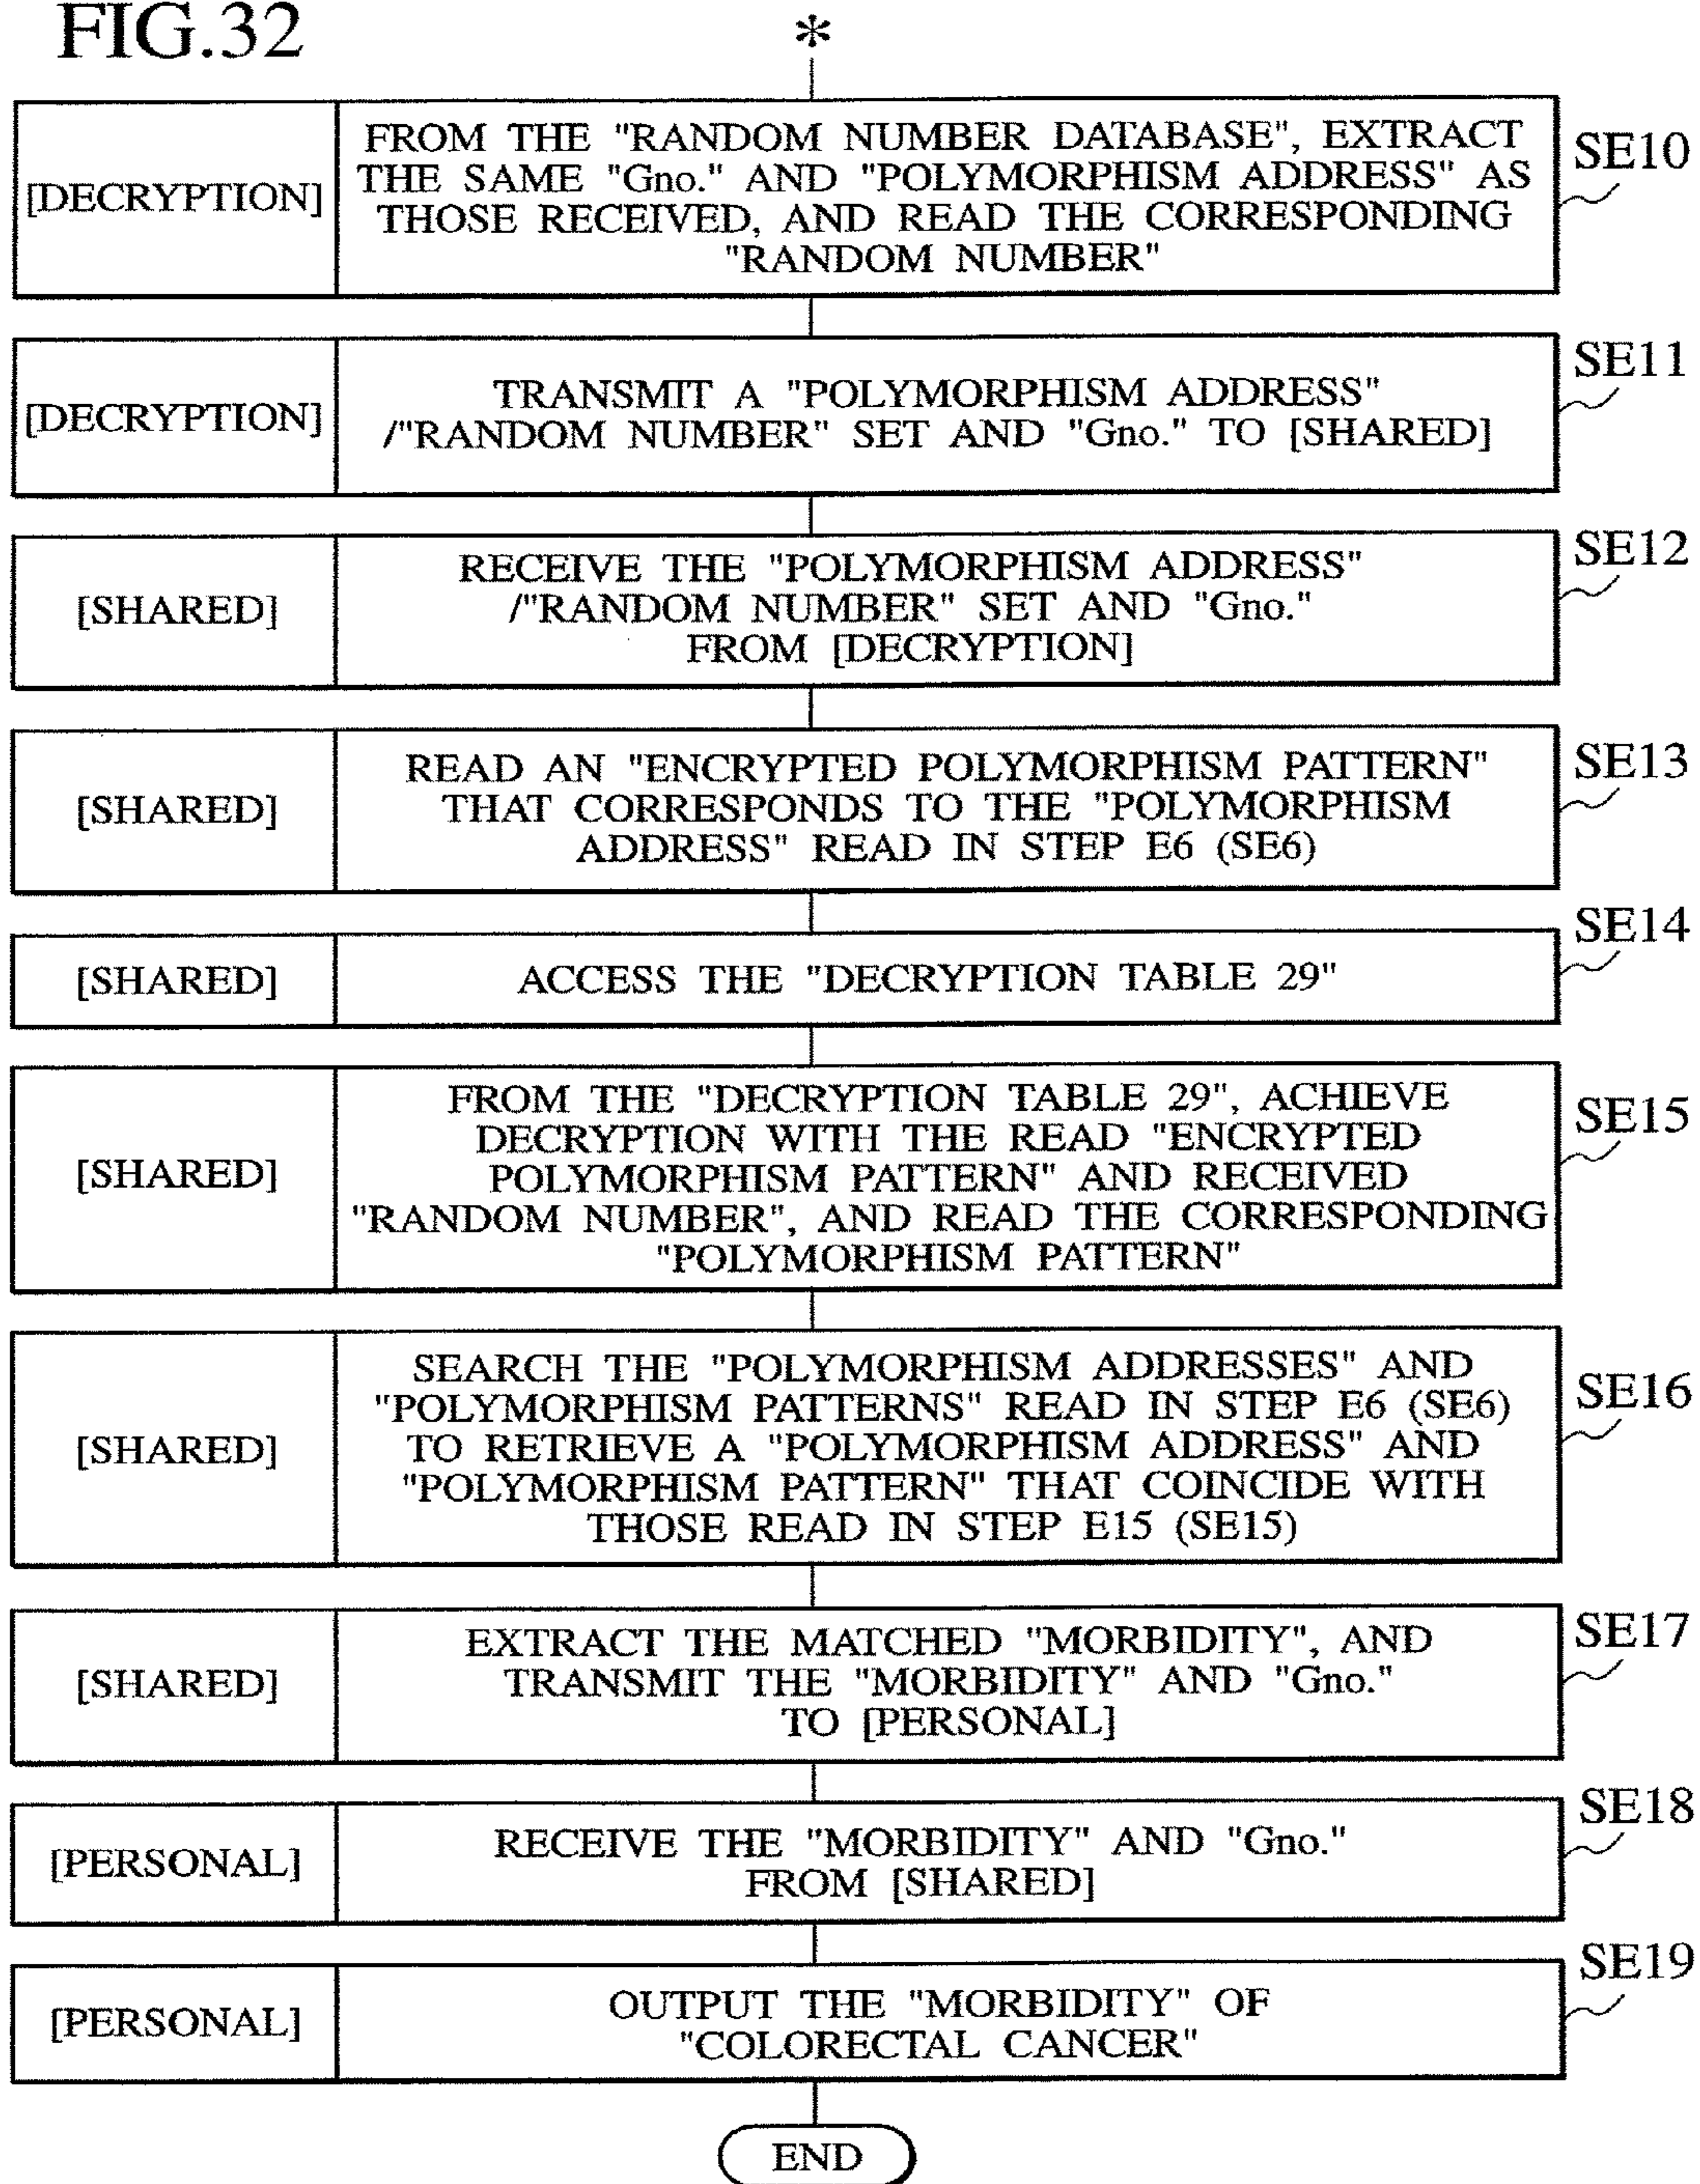 FIG.32
*
[DECRYPTION]
FROM THE "RANDOM NUMBER DATABASE", EXTRACT
THE SAME "Gno." AND "POLYMORPHISM ADDRESS" AS
THOSE RECEIVED, AND READ THE CORRESPONDING
"RANDOM NUMBER"
SE10
[DECRYPTION]
TRANSMIT A "POLYMORPHISM ADDRESS"
/"RANDOM NUMBER" SET AND "Gno." TO [SHARED]
SE11
[SHARED]
RECEIVE THE "POLYMORPHISM ADDRESS"
/"RANDOM NUMBER" SET AND "Gno."
FROM [DECRYPTION]
SE12
[SHARED]
READ AN "ENCRYPTED POLYMORPHISM PATTERN"
THAT CORRESPONDS TO THE "POLYMORPHISM
ADDRESS" READ IN STEP E6 (SE6)
SE13
[SHARED]
ACCESS THE "DECRYPTION TABLE 29"
SE14
[SHARED]
FROM THE "DECRYPTION TABLE 29", ACHIEVE
DECRYPTION WITH THE READ "ENCRYPTED
POLYMORPHISM PATTERN" AND RECEIVED
"RANDOM NUMBER", AND READ THE CORRESPONDING
"POLYMORPHISM PATTERN"
SE15
[SHARED]
SEARCH THE "POLYMORPHISM ADDRESSES" AND
"POLYMORPHISM PATTERNS" READ IN STEP E6 (SE6)
TO RETRIEVE A "POLYMORPHISM ADDRESS" AND
"POLYMORPHISM PATTERN" THAT COINCIDE WITH
THOSE READ IN STEP E15 (SE15)
SE16
[SHARED]
EXTRACT THE MATCHED "MORBIDITY", AND
TRANSMIT THE "MORBIDITY" AND "Gno."
TO [PERSONAL]
SE17
[PERSONAL]
RECEIVE THE "MORBIDITY" AND "Gno."
FROM [SHARED]
SE18
[PERSONAL]
OUTPUT THE "MORBIDITY" OF
"COLORECTAL CANCER"
SE19
END